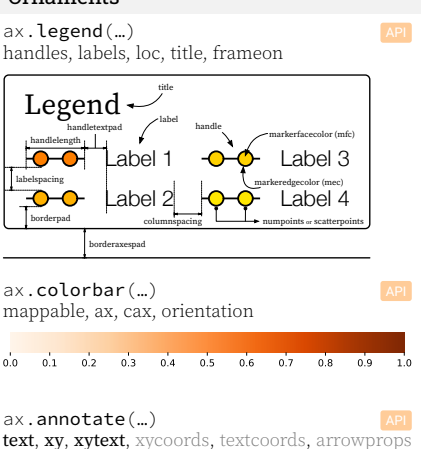 Ornaments
ax.legend(…) API
handles, labels, loc, title, frameon
title
Legend
handletextpad label handle
handlelength markerfacecolor (mfc)
Label 1 Label 3
labelspacing markeredgecolor (mec)
Label 2 Label 4
borderpad columnspacing numpoints or scatterpoints
borderaxespad
ax.colorbar(…) API
mappable, ax, cax, orientation
0.0 0.1 0.2 0.3 0.4 0.5 0.6 0.7 0.8 0.9 1.0
ax.annotate(…) API
text, xy, xytext, xycoords, textcoords, arrowprops